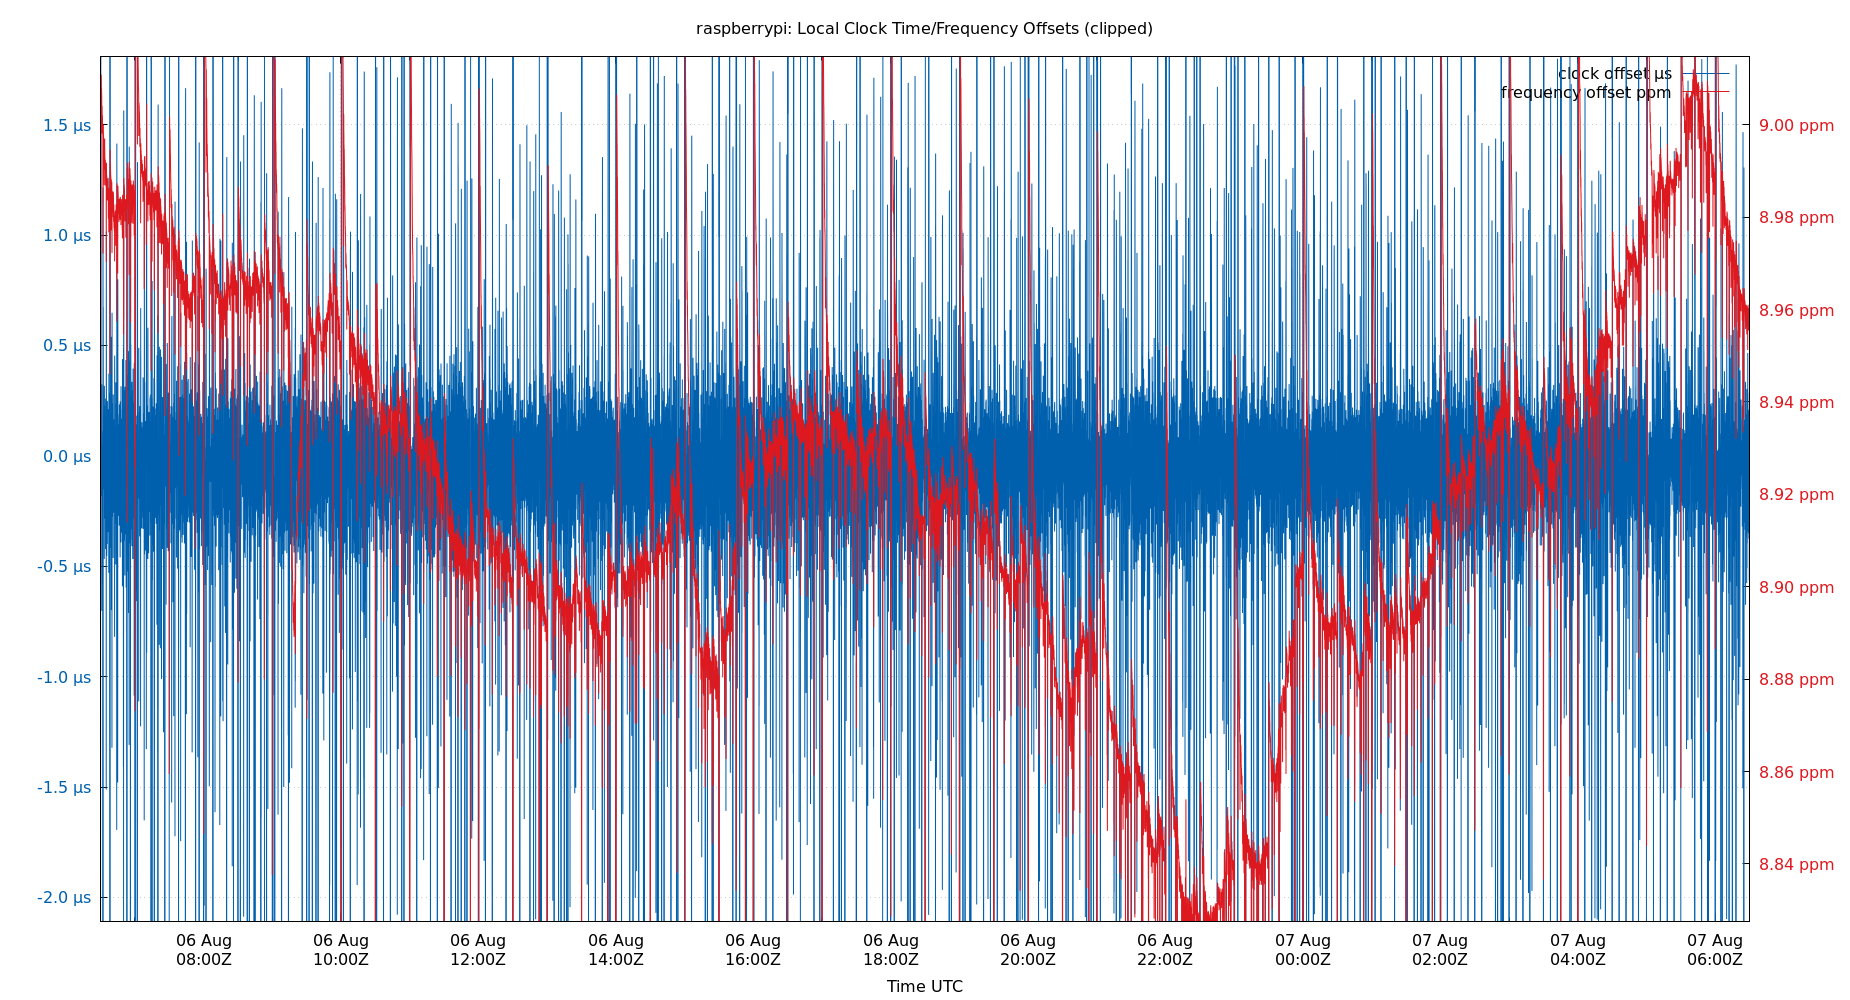 raspberrypi: Local Clock Time/Frequency Offsets (clipped)
clock offset µs
frequency offset ppm
1.5 µs
1.0 µs
0.5 µs
0.0 µs
-0.5 µs
-1.0 µs
-1.5 µs
-2.0 µs
9.00 ppm
8.98 ppm
8.96 ppm
8.94 ppm
8.92 ppm
8.90 ppm
8.88 ppm
8.86 ppm
8.84 ppm
06 Aug 06 Aug 06 Aug 06 Aug 06 Aug 06 Aug 06 Aug 06 Aug 07 Aug 07 Aug 07 Aug 07 Aug
08:00Z 10:00Z 12:00Z 14:00Z 16:00Z 18:00Z 20:00Z 22:00Z 00:00Z 02:00Z 04:00Z 06:00Z
Time UTC